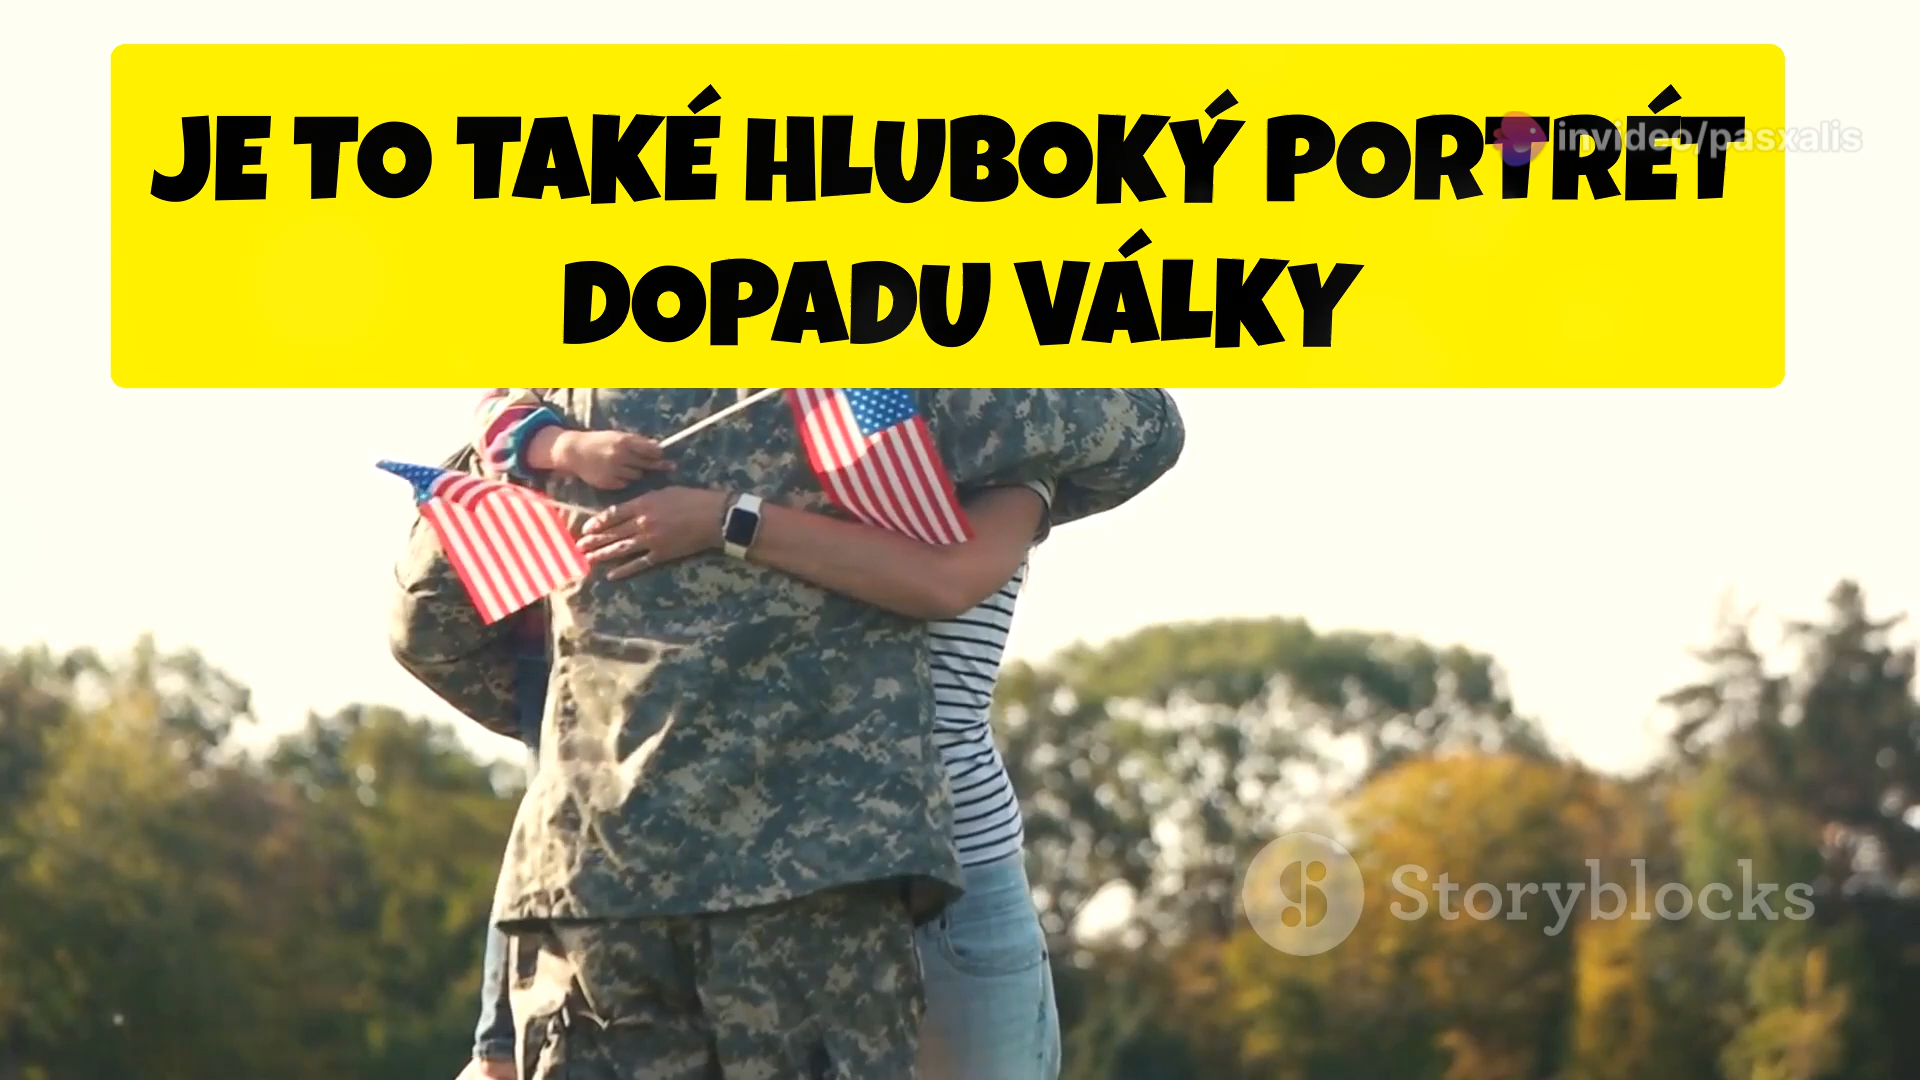 JE TO TAKÉ HLUBOKÝ PORTRÉT
invideo/pasxalis
DOPADU VÁLKY
Storyblocks